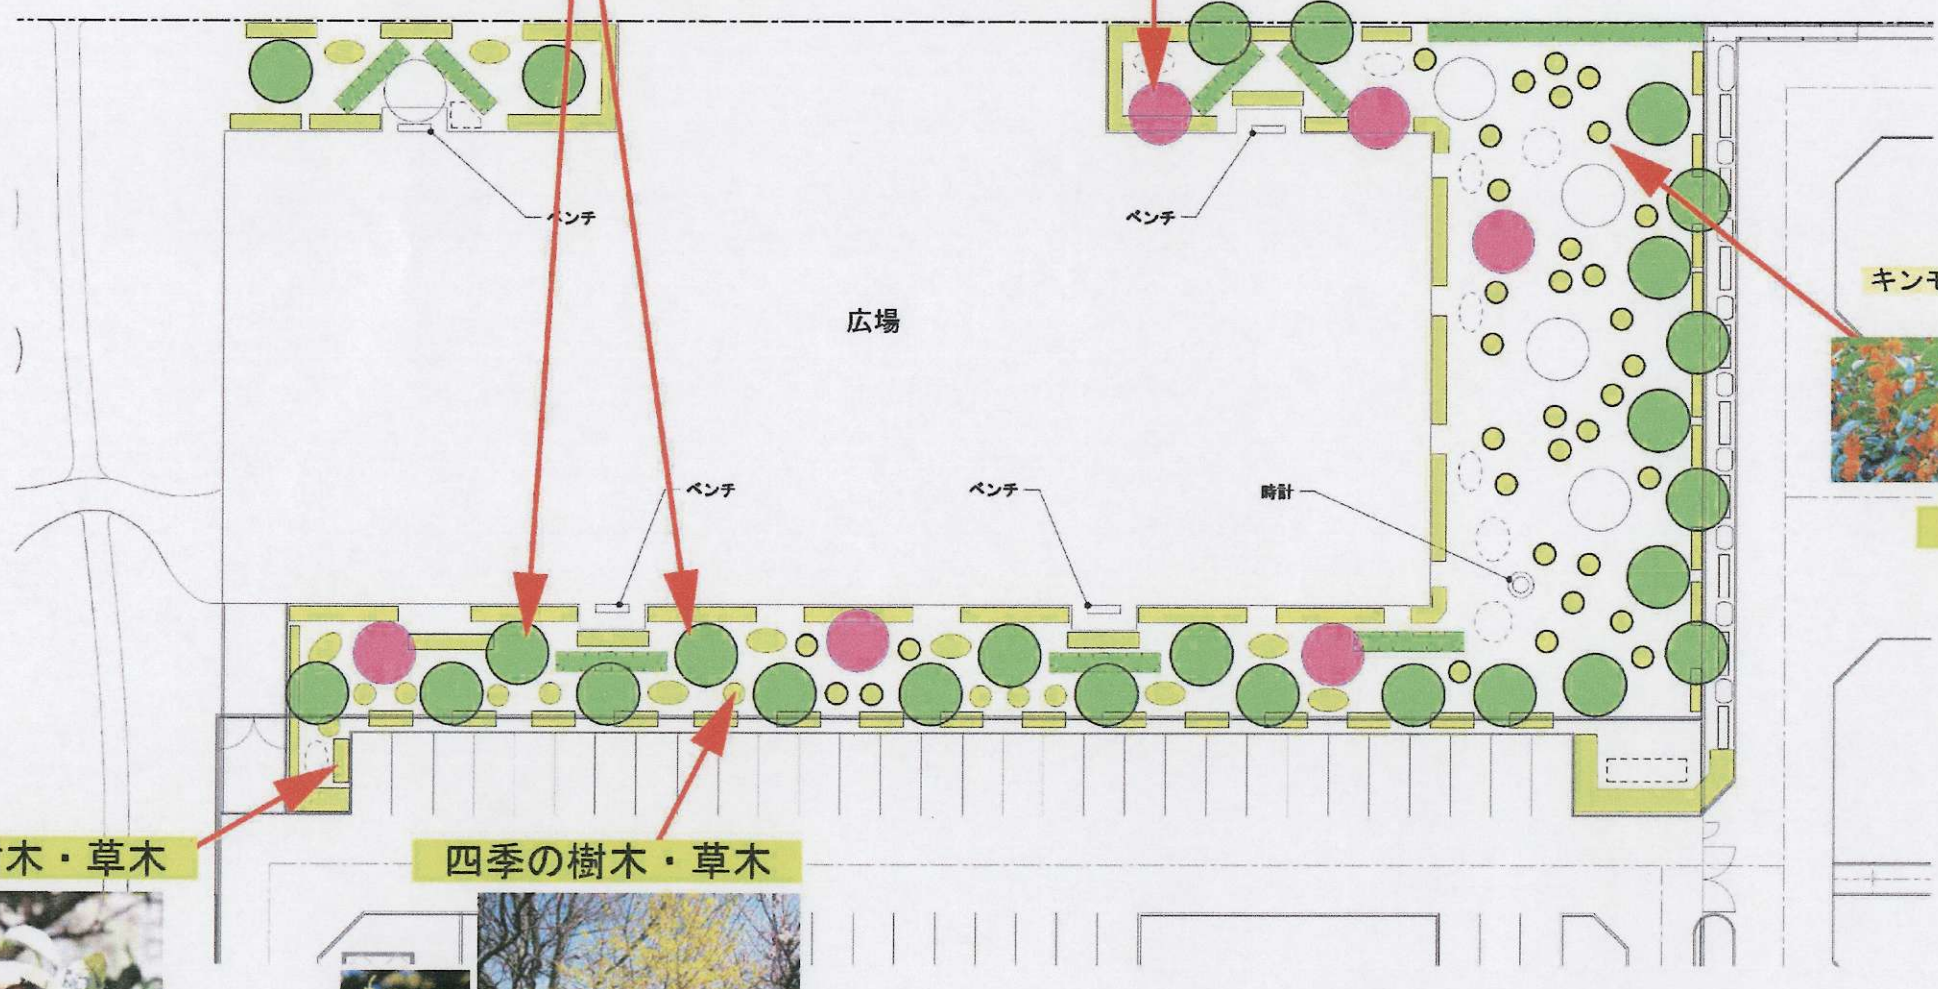 ベンチ
ベンチ
キンモ
広場
ベンチ
ベンチ
時計
木・草木
四季の樹木・草木